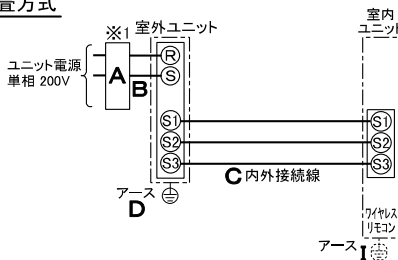 方式
※1
室外ユニット
室内
ユニット
ユニット電源
単相 200V
A
B
R
S
S1
S2
S3
S1
S2
S3
C 内外接続線
アース
D
ワイヤレス
リモコン
アース I